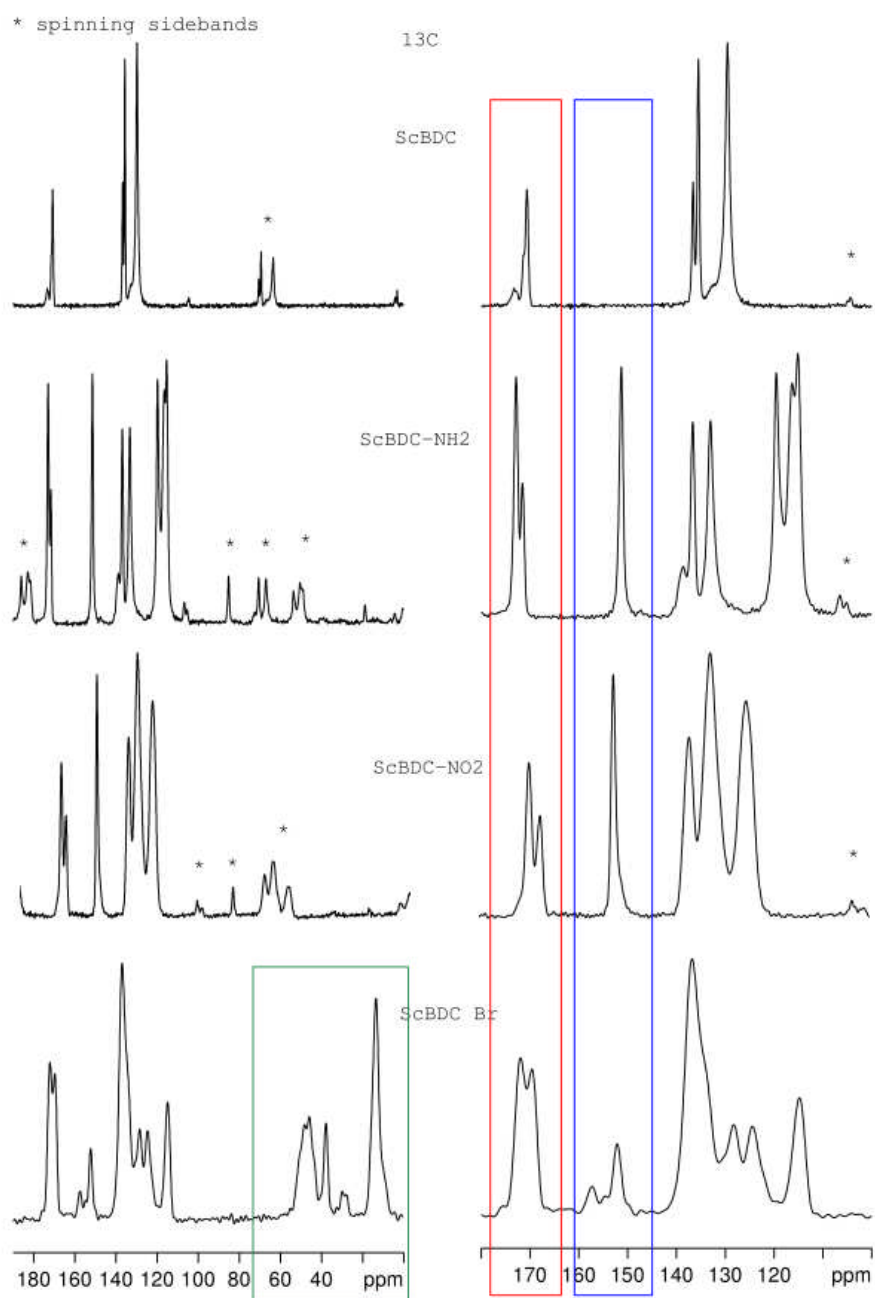 * spinning sidebands
13C
ScBDC
*
*
ScBDC-NH2
* * * *
*
ScBDC-NO2
* * *
*
ScBDC Br
180 160 140 120 100 80 60 40 ppm
170 160 150 140 130 120 ppm